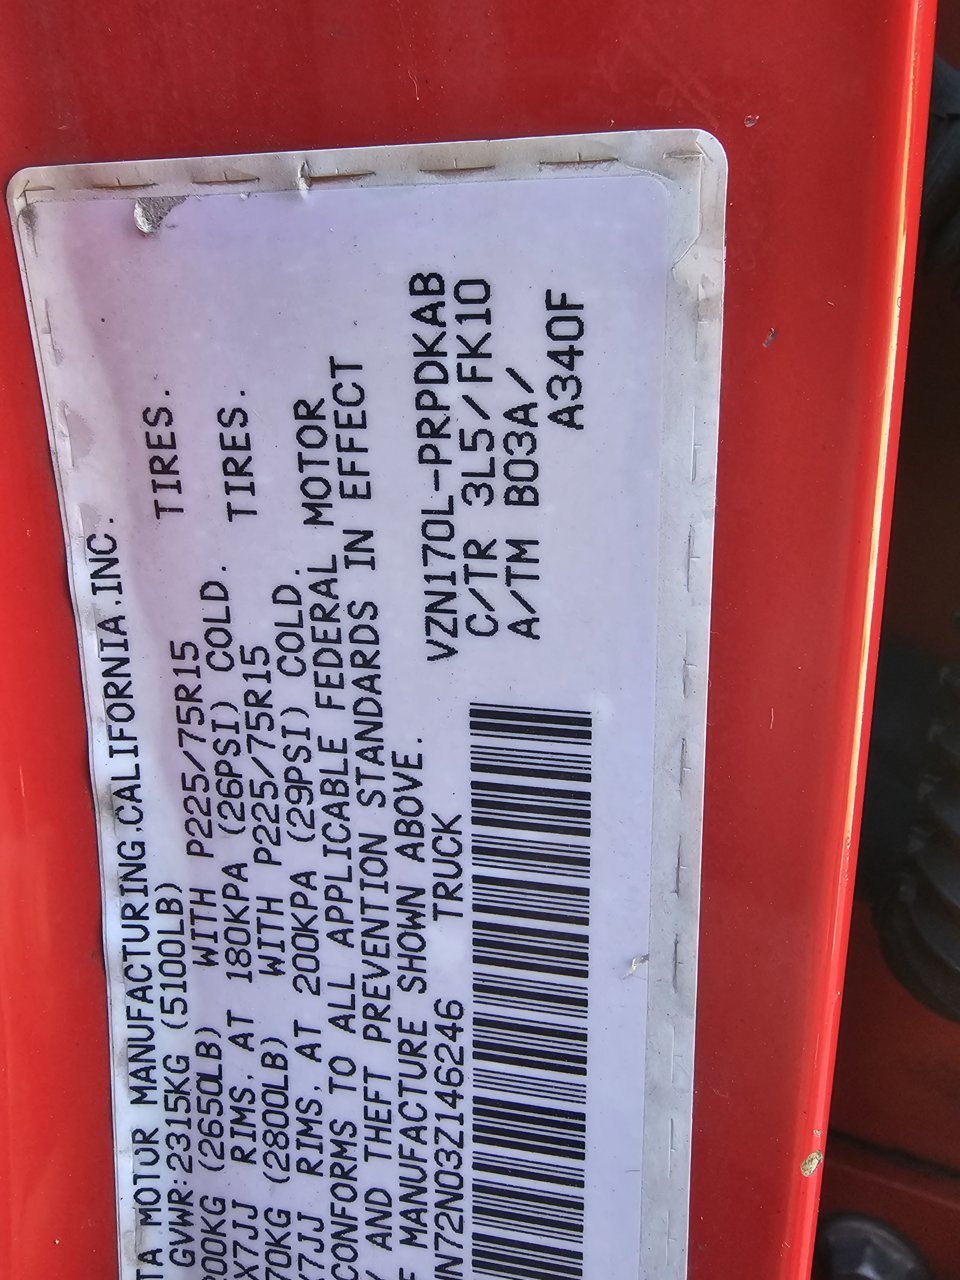 TA MOTOR MANUFACTURING,CALIFORNIA,INC.
GVWR:2315KG (5100LB)
200KG (2650LB) WITH P225/75R15 TIRES.
X7JJ RIMS, AT 180KPA (26PSI) COLD.
70KG (2800LB) WITH P225/75R15 TIRES.
X7JJ RIMS, AT 200KPA (29PSI) COLD.
CONFORMS TO ALL APPLICABLE FEDERAL MOTOR
Y AND THEFT PREVENTION STANDARDS IN EFFECT
F MANUFACTURE SHOWN ABOVE.
N72N03Z146246 TRUCK
VZN170L-PRPDKAB
C/TR 3L5/FK10
A/TM B03A/
A340F